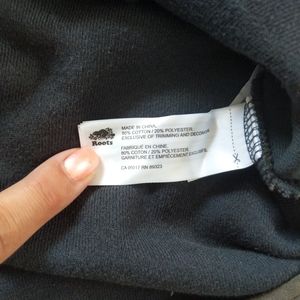 Roots
MADE IN CHINA.
80% COTTON / 20% POLYESTER.
EXCLUSIVE OF TRIMMING AND DECORATION
FABRIQUÉ EN CHINE.
80% COTON / 20% POLYESTER.
GARNITURE ET EMPIÈCEMENT EXCLUSIF.
CA 00017 RN 89323